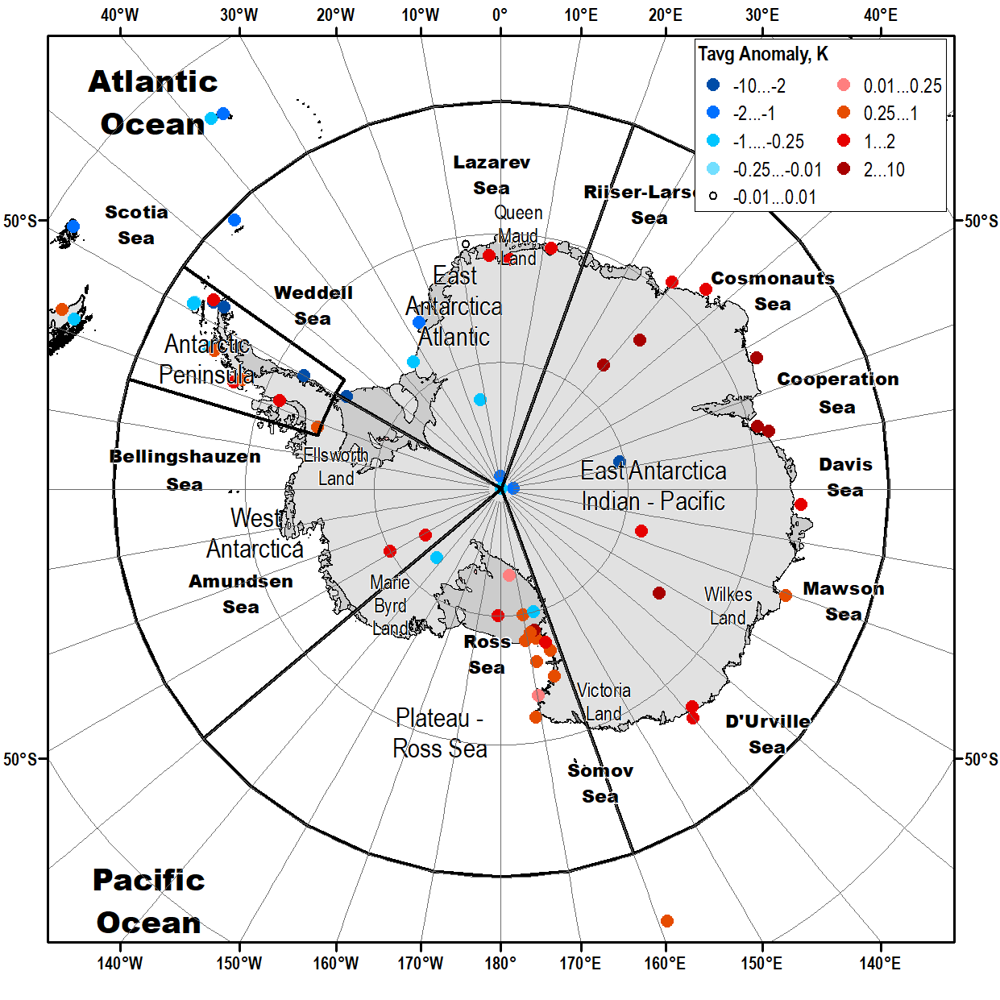 40°W 30°W 20°W 10°W 0° 10°E 20°E 30°E 40°E
Tavg Anomaly, K
-10...-2
-2...-1
-1....-0.25
-0.25...-0.01
-0.01...0.01
0.01...0.25
0.25...1
1...2
2...10
Atlantic
Ocean
Lazarev
Sea
Riiser-Larse
Sea
50°S
50°S
Scotia
Sea
Queen
Maud
Land
Weddell
Sea
East
Antarctica
Atlantic
Cosmonauts
Sea
Antarctic
Peninsula
Cooperation
Sea
Bellingshauzen
Sea
Ellsworth
Land
East Antarctica
Indian - Pacific
Davis
Sea
West
Antarctica
Amundsen
Sea
Marie
Byrd
Land
Wilkes
Land
Mawson
Sea
Ross
Sea
Victoria
Land
Plateau -
Ross Sea
D'Urville
Sea
50°S
50°S
Somov
Sea
Pacific
Ocean
140°W 150°W 160°W 170°W 180° 170°E 160°E 150°E 140°E